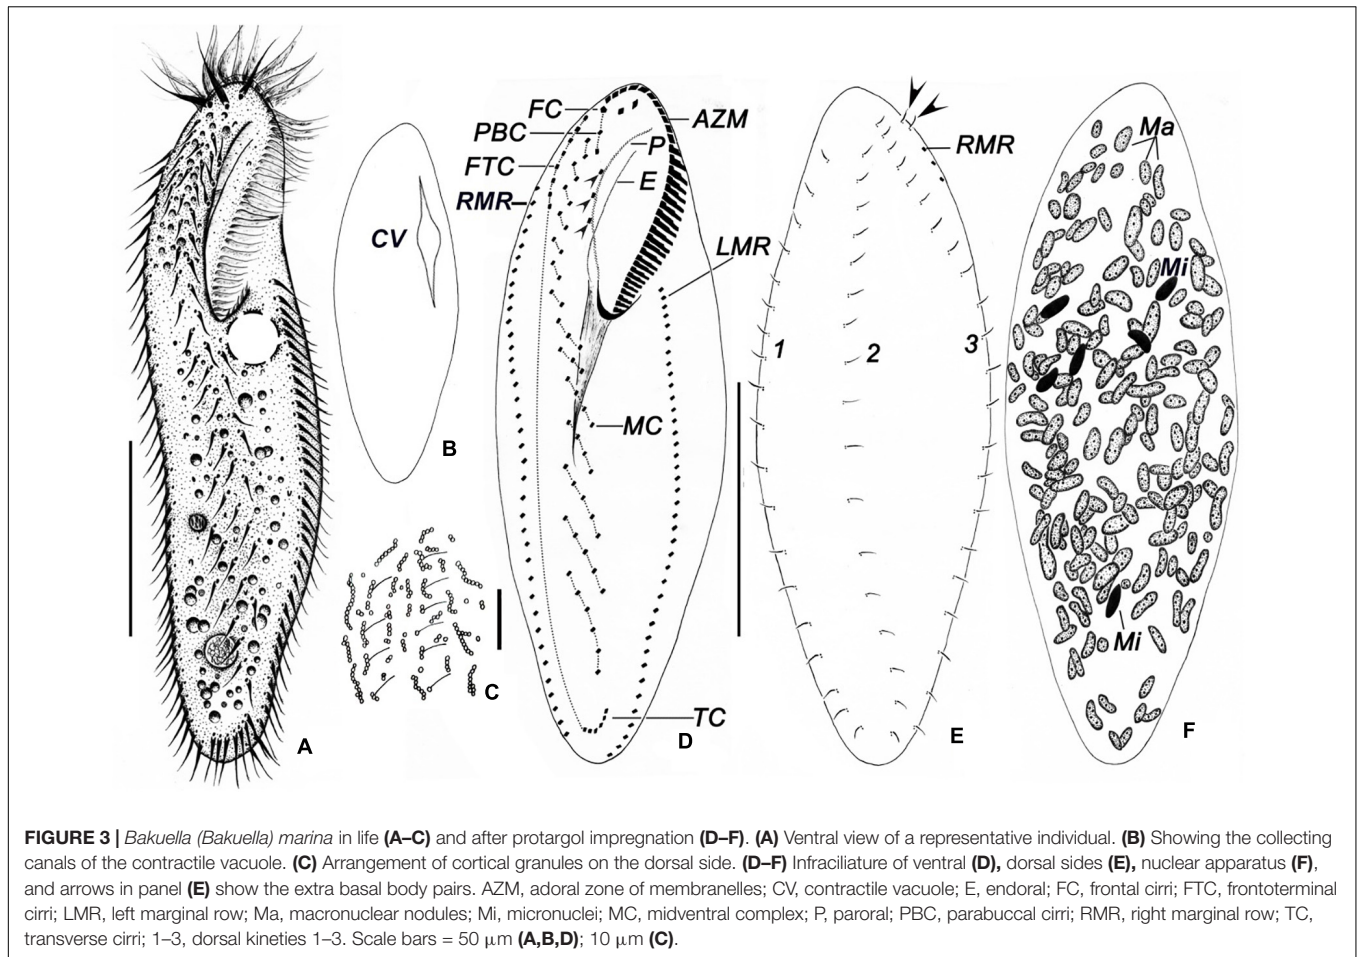 FC
PBC
FTC
RMR
AZM
P
E
LMR
MC
TC
CV
RMR
1
2
3
Ma
Mi
Mi
A
B
C
D
E
F
FIGURE 3 | Bakuella (Bakuella) marina in life (A–C) and after protargol impregnation (D–F). (A) Ventral view of a representative individual. (B) Showing the collecting
canals of the contractile vacuole. (C) Arrangement of cortical granules on the dorsal side. (D–F) Infraciliature of ventral (D), dorsal sides (E), nuclear apparatus (F),
and arrows in panel (E) show the extra basal body pairs. AZM, adoral zone of membranelles; CV, contractile vacuole; E, endoral; FC, frontal cirri; FTC, frontoterminal
cirri; LMR, left marginal row; Ma, macronuclear nodules; Mi, micronuclei; MC, midventral complex; P, paroral; PBC, parabuccal cirri; RMR, right marginal row; TC,
transverse cirri; 1–3, dorsal kineties 1–3. Scale bars = 50 μm (A,B,D); 10 μm (C).